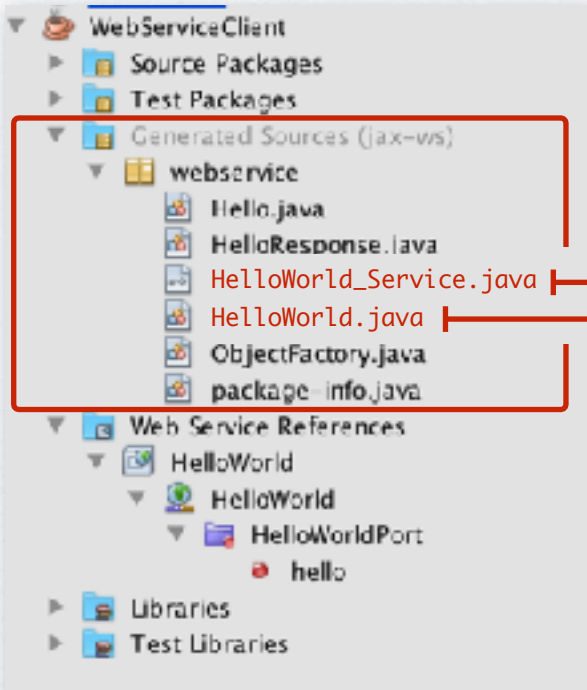 WebServiceClient
Source Packages
Test Packages
Generated Sources (jax-ws)
webservice
Hello.java
HelloResponse.java
HelloWorld_Service.java
HelloWorld.java
ObjectFactory.java
package-info.java
Web Service References
HelloWorld
HelloWorld
HelloWorldPort
hello
Libraries
Test Libraries